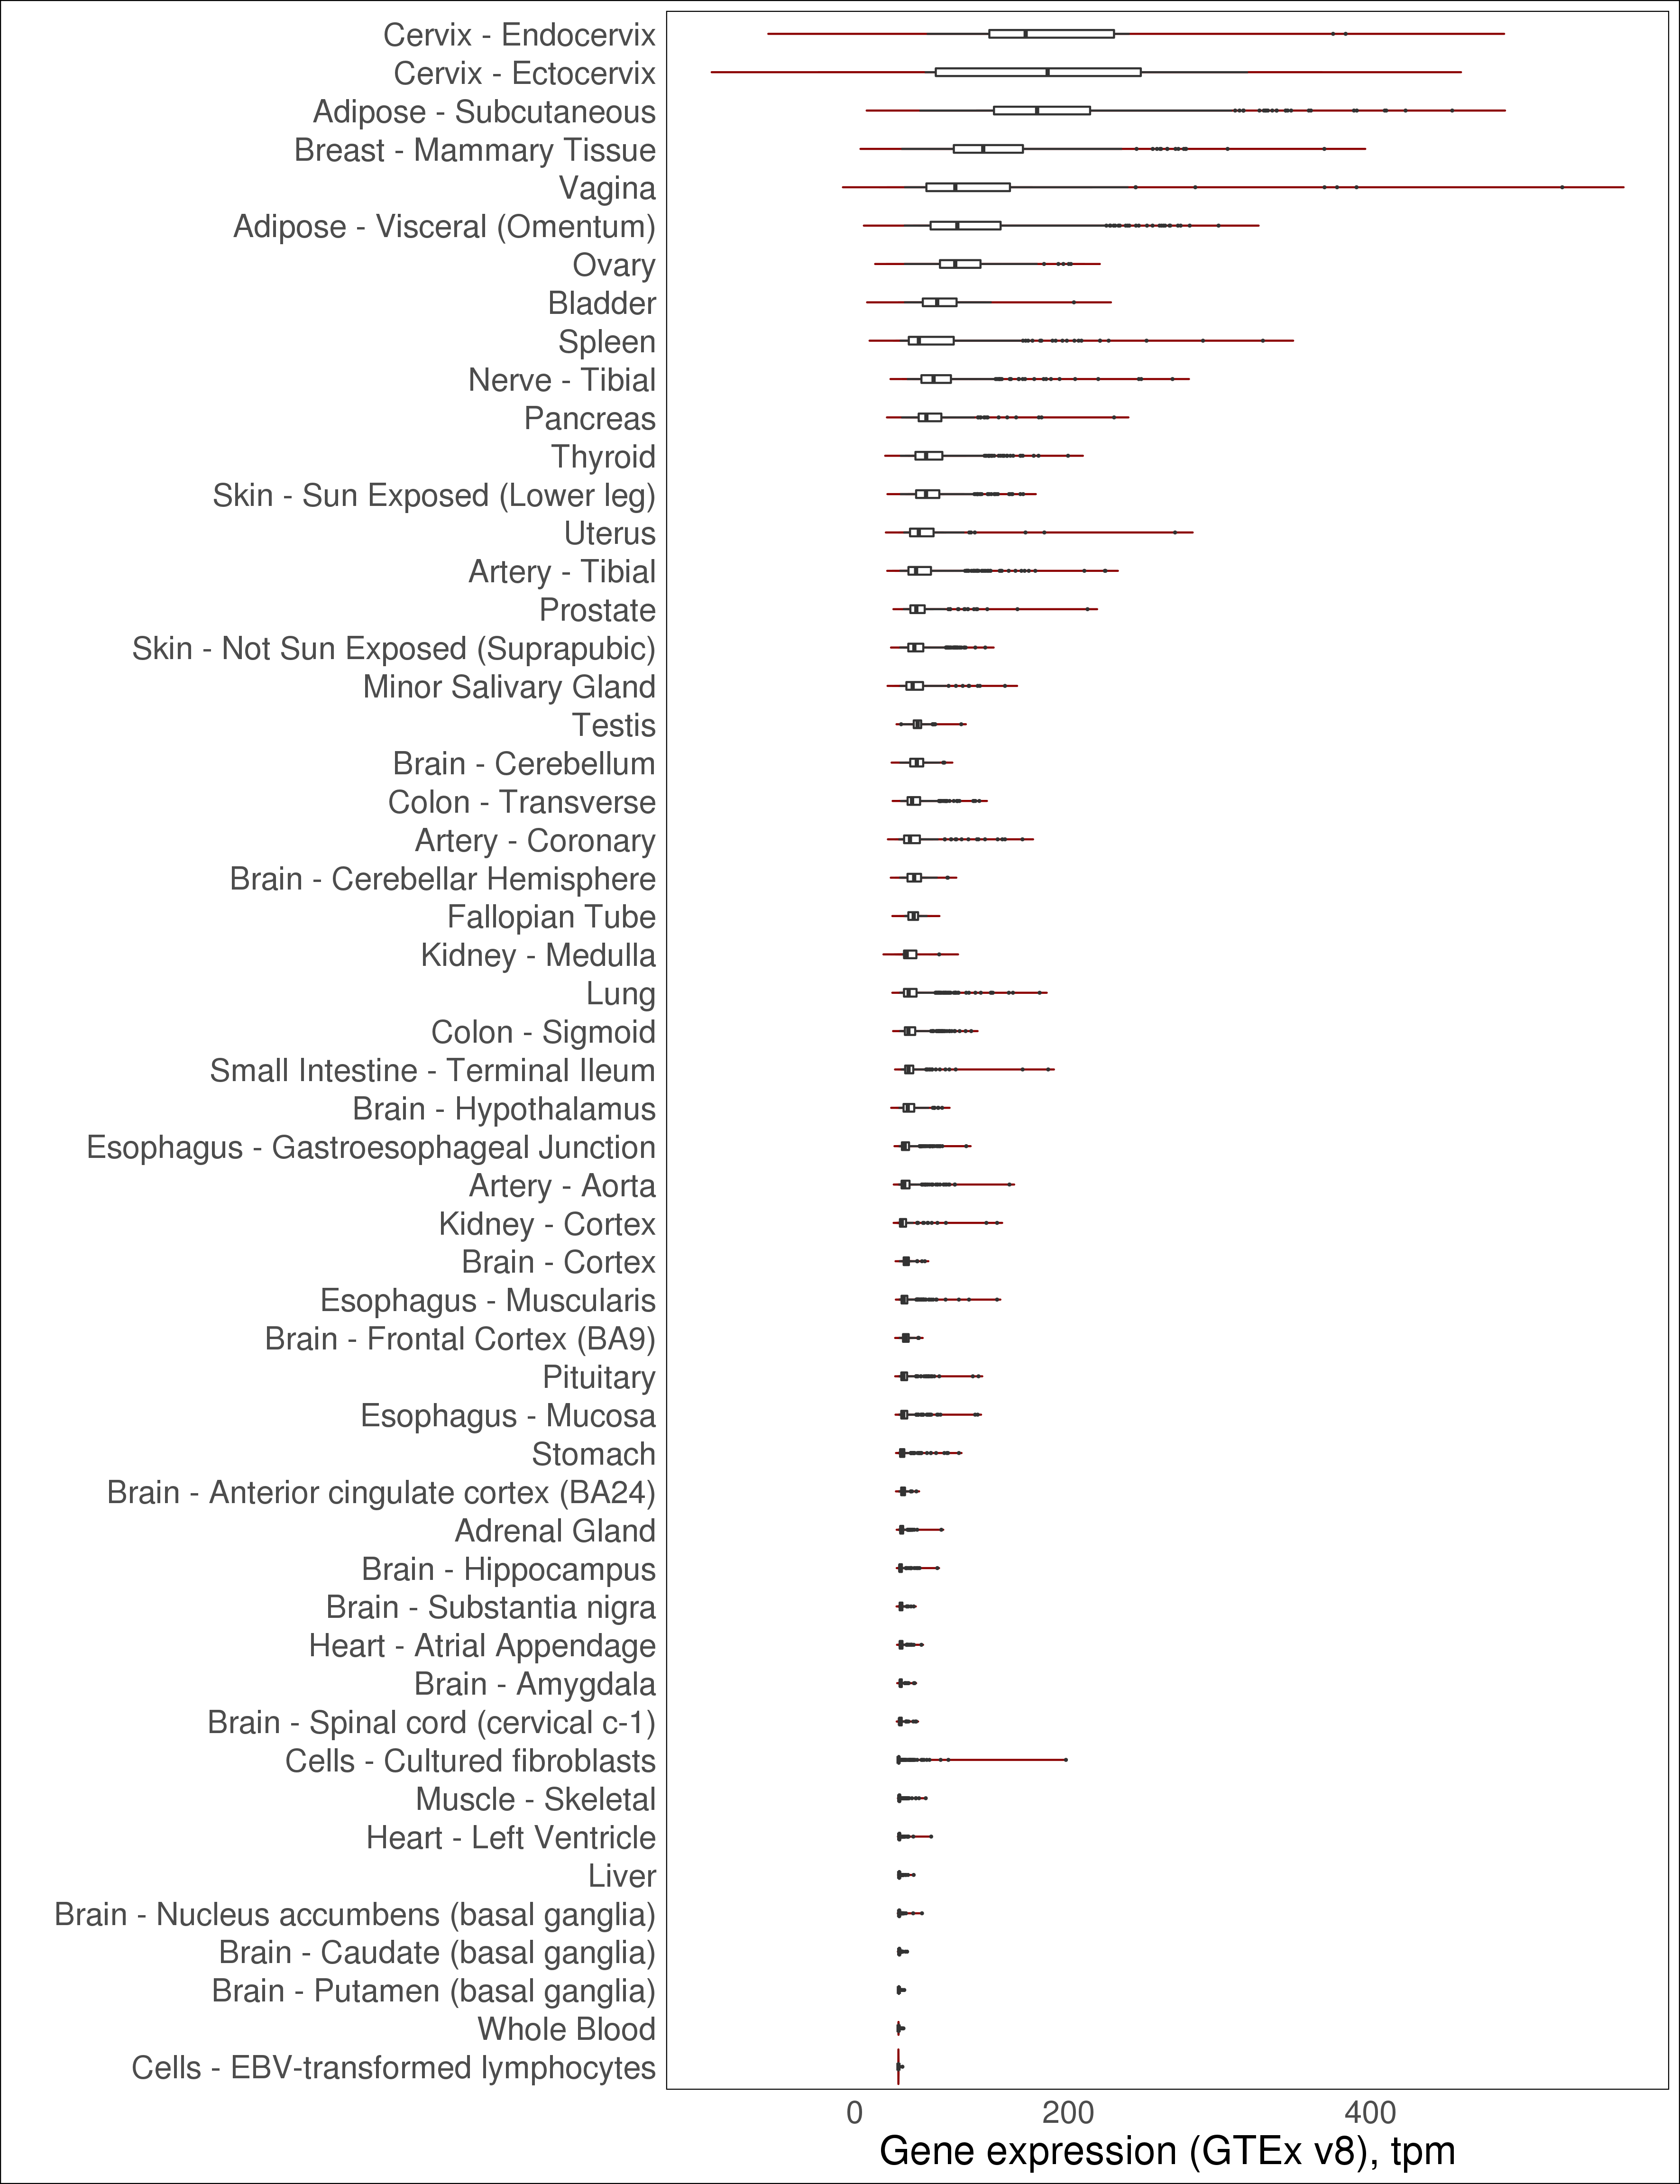 Cervix - Endocervix
Cervix - Ectocervix
Adipose - Subcutaneous
Breast - Mammary Tissue
Vagina
Adipose - Visceral (Omentum)
Ovary
Bladder
Spleen
Nerve - Tibial
Pancreas
Thyroid
Skin - Sun Exposed (Lower leg)
Uterus
Artery - Tibial
Prostate
Skin - Not Sun Exposed (Suprapubic)
Minor Salivary Gland
Testis
Brain - Cerebellum
Colon - Transverse
Artery - Coronary
Brain - Cerebellar Hemisphere
Fallopian Tube
Kidney - Medulla
Lung
Colon - Sigmoid
Small Intestine - Terminal Ileum
Brain - Hypothalamus
Esophagus - Gastroesophageal Junction
Artery - Aorta
Kidney - Cortex
Brain - Cortex
Esophagus - Muscularis
Brain - Frontal Cortex (BA9)
Pituitary
Esophagus - Mucosa
Stomach
Brain - Anterior cingulate cortex (BA24)
Adrenal Gland
Brain - Hippocampus
Brain - Substantia nigra
Heart - Atrial Appendage
Brain - Amygdala
Brain - Spinal cord (cervical c-1)
Cells - Cultured fibroblasts
Muscle - Skeletal
Heart - Left Ventricle
Liver
Brain - Nucleus accumbens (basal ganglia)
Brain - Caudate (basal ganglia)
Brain - Putamen (basal ganglia)
Whole Blood
Cells - EBV-transformed lymphocytes
0 200 400
Gene expression (GTEx v8), tpm